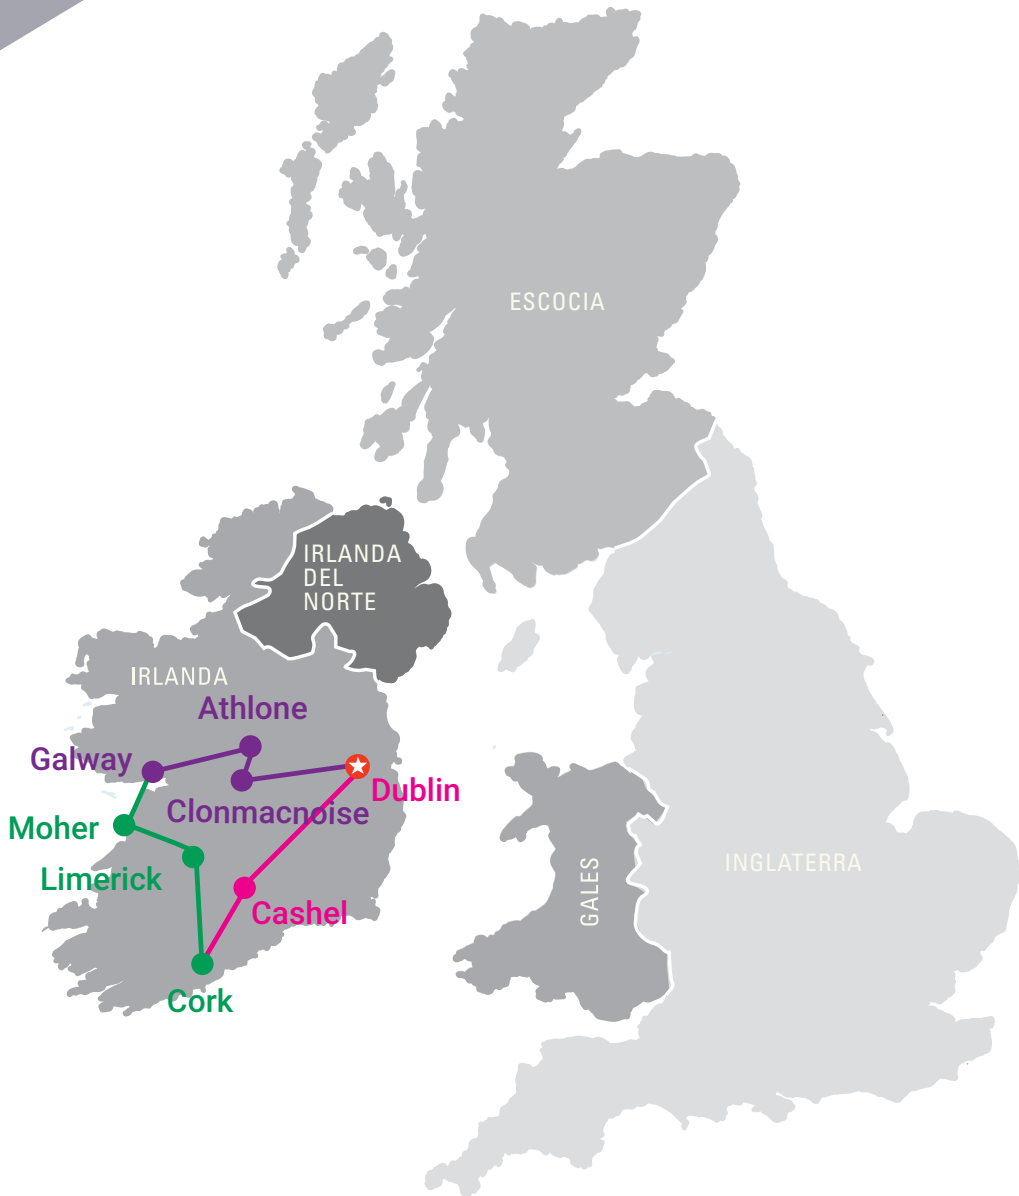 ESCOCIA
IRLANDA
DEL
NORTE
IRLANDA
Athlone
Galway
Dublin
Clonmacnoise
Moher
Limerick
INGLATERRA
GALES
Cashel
Cork